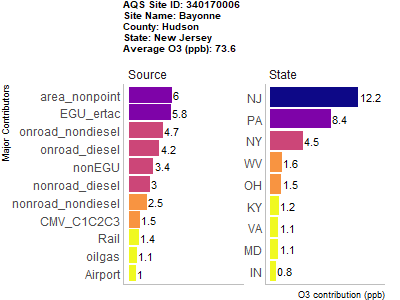 AQS Site ID: 340170006
Site Name: Bayonne
County: Hudson
State: New Jersey
Average O3 (ppb): 73.6
Major Contributors
Source
area_nonpoint 6
EGU_ertac 5.8
onroad_nondiesel 4.7
onroad_diesel 4.2
nonEGU 3.4
nonroad_diesel 3
nonroad_nondiesel 2.5
CMV_C1C2C3 1.5
Rail 1.4
oilgas 1.1
Airport 1
State
NJ 12.2
PA 8.4
NY 4.5
WV 1.6
OH 1.5
KY 1.2
VA 1.1
MD 1.1
IN 0.8
O3 contribution (ppb)